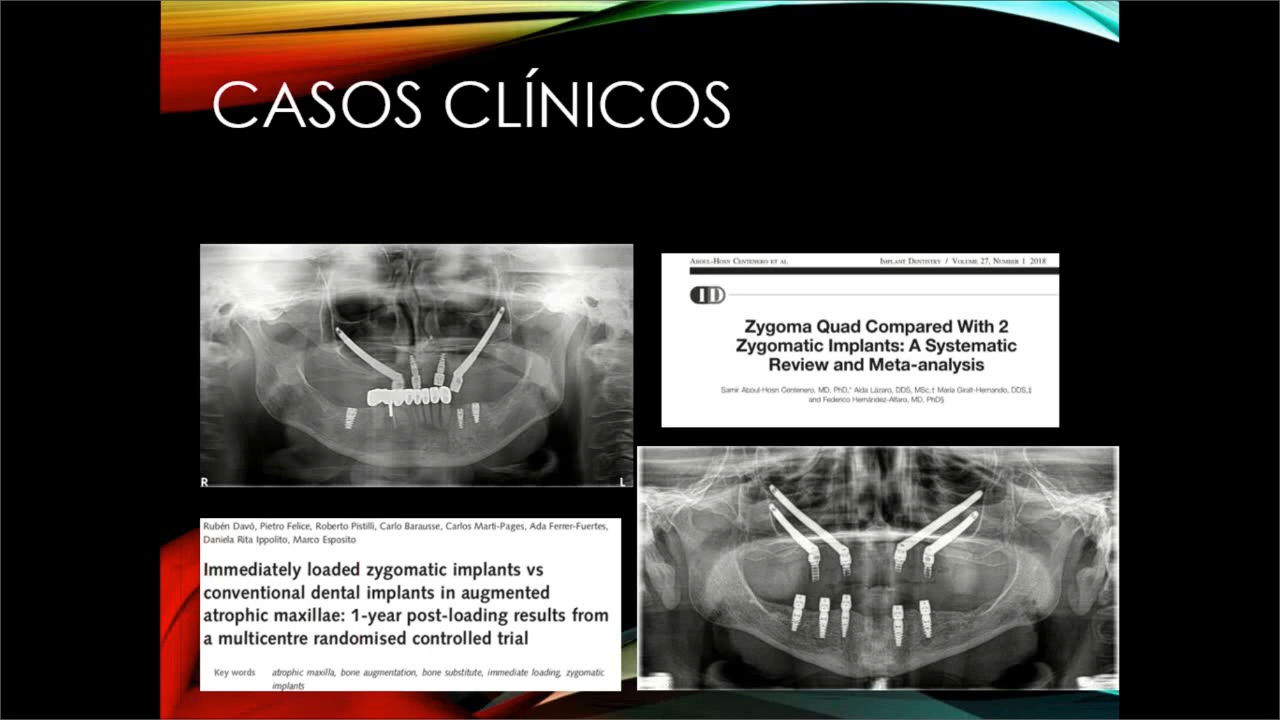 CASOS CLÍNICOS
R
L
ABOUL-HOSN CENTENERO ET AL
IMPLANT DENTISTRY / VOLUME 27, NUMBER 1 2018
ID
Zygoma Quad Compared With 2
Zygomatic Implants: A Systematic
Review and Meta-analysis
Samir Aboul-Hosn Centenero, MD, PhD,* Aida Lázaro, DDS, MSc,† Maria Giralt-Hernando, DDS,‡
and Federico Hernández-Alfaro, MD, PhD§
Rubén Davó, Pietro Felice, Roberto Pistilli, Carlo Barausse, Carlos Marti-Pages, Ada Ferrer-Fuertes,
Daniela Rita Ippolito, Marco Esposito
Immediately loaded zygomatic implants vs
conventional dental implants in augmented
atrophic maxillae: 1-year post-loading results from
a multicentre randomised controlled trial
Key words atrophic maxilla, bone augmentation, bone substitute, immediate loading, zygomatic
implants